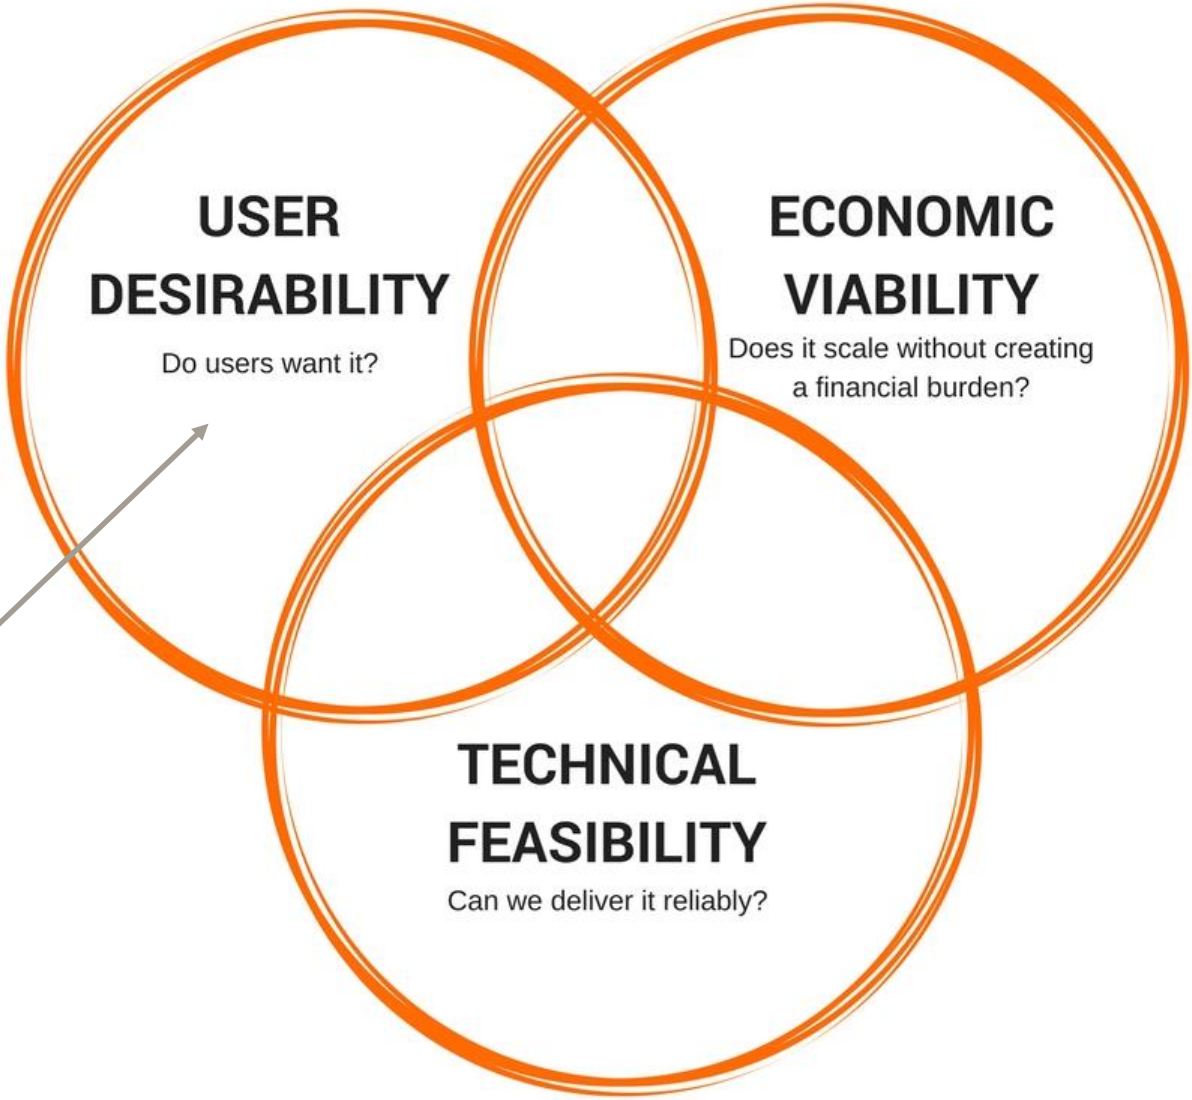 USER
DESIRABILITY
Do users want it?
ECONOMIC
VIABILITY
Does it scale without creating
a financial burden?
TECHNICAL
FEASIBILITY
Can we deliver it reliably?